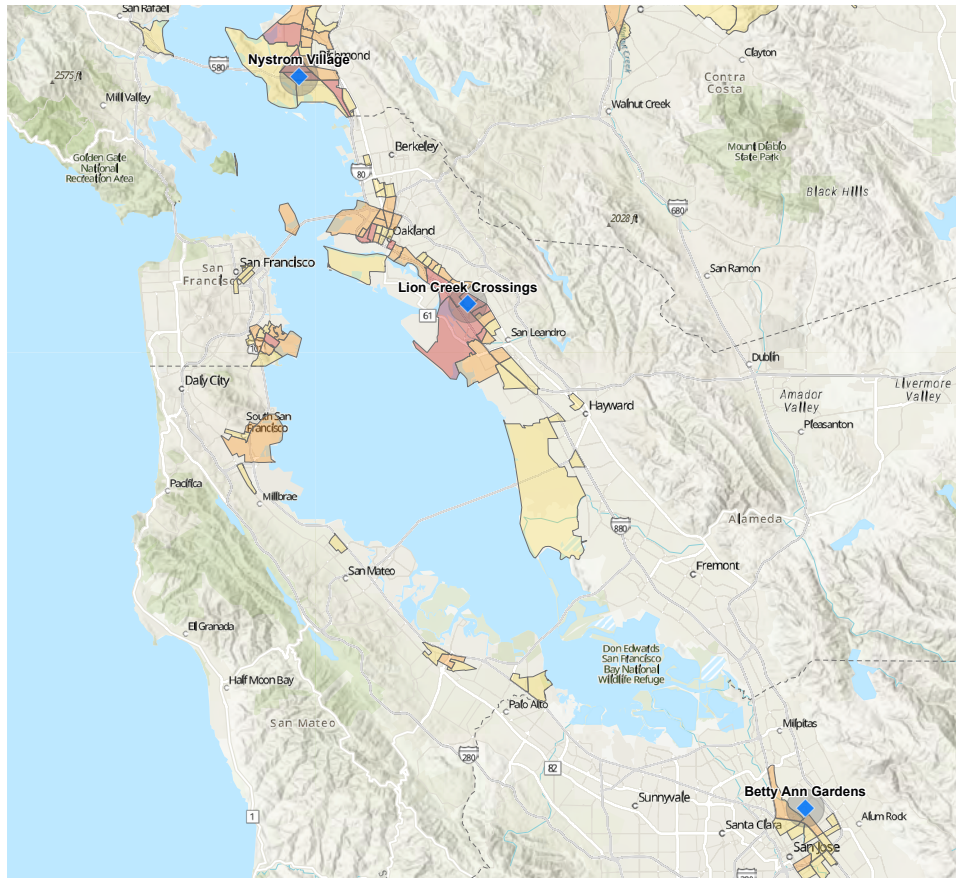 San Rafael
Clayton
580
Nystrom Village
Richmond
Contra
Costa
2575 ft
Mill Valley
Walnut Creek
Berkeley
Mount Diablo
State Park
Golden Gate
National
Recreation Area
80
Black Hills
680
2028 ft
Oakland
San Francisco
San
Francisco
San Ramon
Lion Creek Crossings
61
San Leandro
Dublin
Daly City
Amador
Valley
Livermore
Valley
Hayward
South San
Francisco
Pleasanton
Pacifica
Millbrae
880
Alameda
San Mateo
Fremont
El Granada
Don Edwards
San Francisco
Bay National
Wildlife Refuge
Half Moon Bay
Palo Alto
San Mateo
Milpitas
280
82
Betty Ann Gardens
Sunnyvale
1
Santa Clara
Alum Rock
San Jose